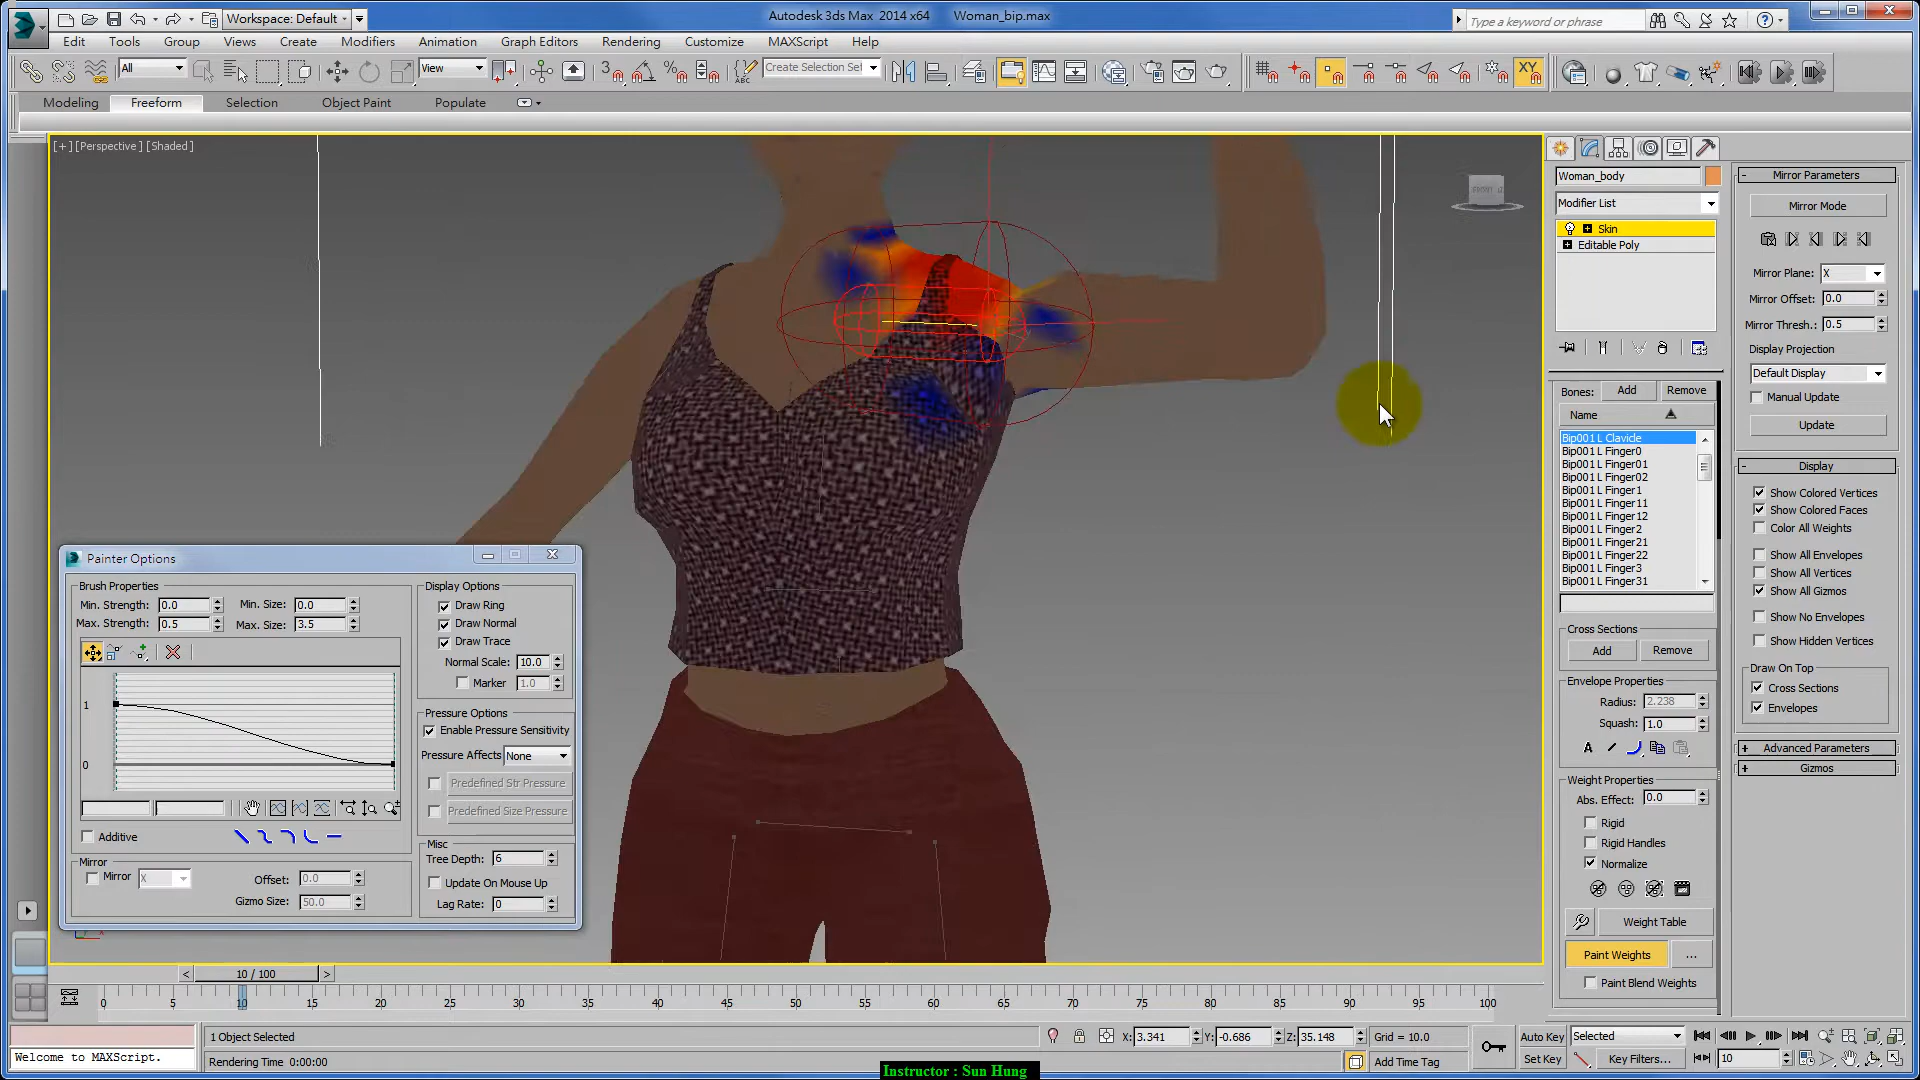 Workspace: Default
Autodesk 3ds Max 2014 x64 Woman_bip.max
Type a keyword or phrase
Edit Tools Group Views Create Modifiers Animation Graph Editors Rendering Customize MAXScript Help
All
View
Create Selection Set
XY
Modeling Freeform Selection Object Paint Populate
[+] [Perspective] [Shaded]
Woman_body
Modifier List
Skin
Editable Poly
Bones: Add Remove
Name
Bip001 L Clavicle
Bip001 L Finger0
Bip001 L Finger01
Bip001 L Finger02
Bip001 L Finger1
Bip001 L Finger11
Bip001 L Finger12
Bip001 L Finger2
Bip001 L Finger21
Bip001 L Finger22
Bip001 L Finger3
Bip001 L Finger31
Cross Sections
Add Remove
Envelope Properties
Radius: 2.238
Squash: 1.0
Weight Properties
Abs. Effect: 0.0
Rigid
Rigid Handles
Normalize
Weight Table
Paint Weights ...
Paint Blend Weights
Mirror Parameters
Mirror Mode
Mirror Plane: X
Mirror Offset: 0.0
Mirror Thresh.: 0.5
Display Projection
Default Display
Manual Update
Update
Display
Show Colored Vertices
Show Colored Faces
Color All Weights
Show All Envelopes
Show All Vertices
Show All Gizmos
Show No Envelopes
Show Hidden Vertices
Draw On Top
Cross Sections
Envelopes
Advanced Parameters
Gizmos
Painter Options
Brush Properties
Min. Strength: 0.0 Min. Size: 0.0
Max. Strength: 0.5 Max. Size: 3.5
1
0
Additive
Mirror
Mirror X Offset: 0.0
Gizmo Size: 50.0
Display Options
Draw Ring
Draw Normal
Draw Trace
Normal Scale: 10.0
Marker 1.0
Pressure Options
Enable Pressure Sensitivity
Pressure Affects None
Predefined Str Pressure
Predefined Size Pressure
Misc
Tree Depth: 6
Update On Mouse Up
Lag Rate: 0
< 10 / 100 >
0 5 10 15 20 25 30 35 40 45 50 55 60 65 70 75 80 85 90 95 100
1 Object Selected
X: 3.341 Y: -0.686 Z: 35.148 Grid = 10.0
Auto Key Selected
Welcome to MAXScript.
Rendering Time 0:00:00
Add Time Tag
Set Key Key Filters... 10
Instructor : Sun Hung